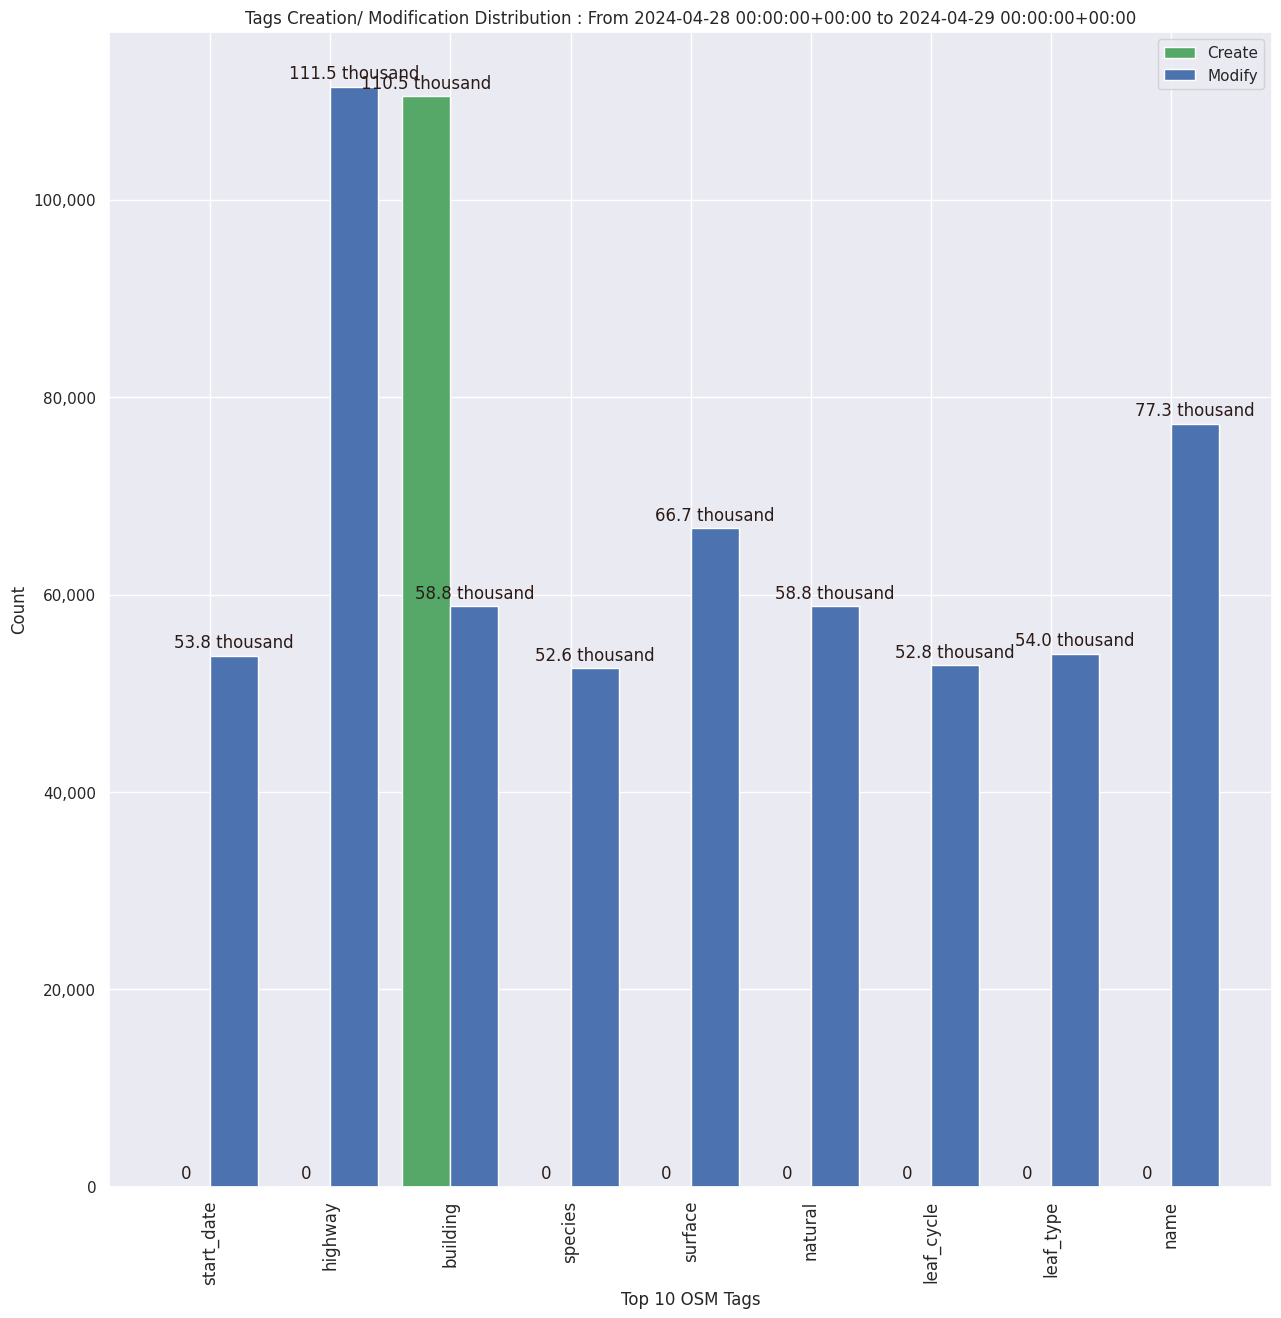 Tags Creation/ Modification Distribution : From 2024-04-28 00:00:00+00:00 to 2024-04-29 00:00:00+00:00
Create
Modify
111.5 thousand
110.5 thousand
100,000
80,000
77.3 thousand
66.7 thousand
60,000
58.8 thousand
58.8 thousand
53.8 thousand
52.6 thousand
52.8 thousand
54.0 thousand
Count
40,000
20,000
0
0
0
0
0
0
0
0
0
start_date
highway
building
species
surface
natural
leaf_cycle
leaf_type
name
Top 10 OSM Tags